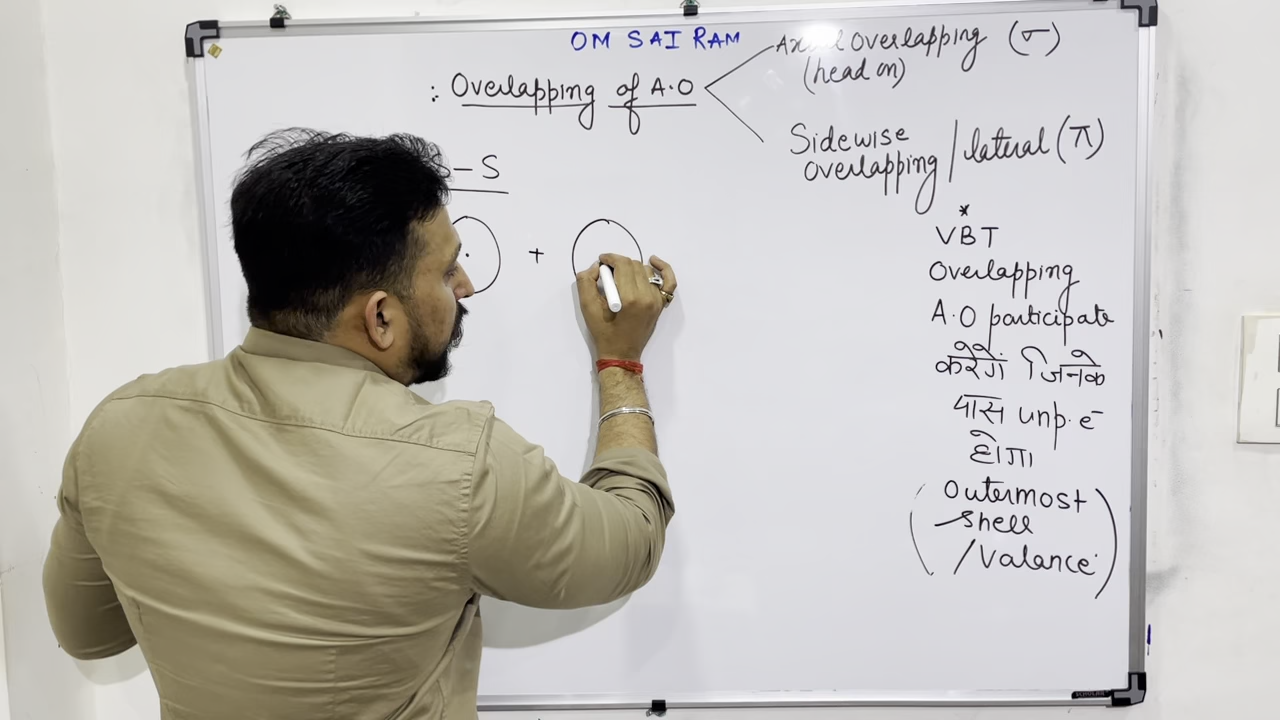 OM SAI RAM
: Overlapping of A.O
Overlapping (σ)
(head on)
Sidewise
overlapping / lateral (π)
S-S
+
*
VBT
Overlapping
A.O participate
करेगें जिनके
पास unp. e-
होगा
(Outermost
shell
/Valance)